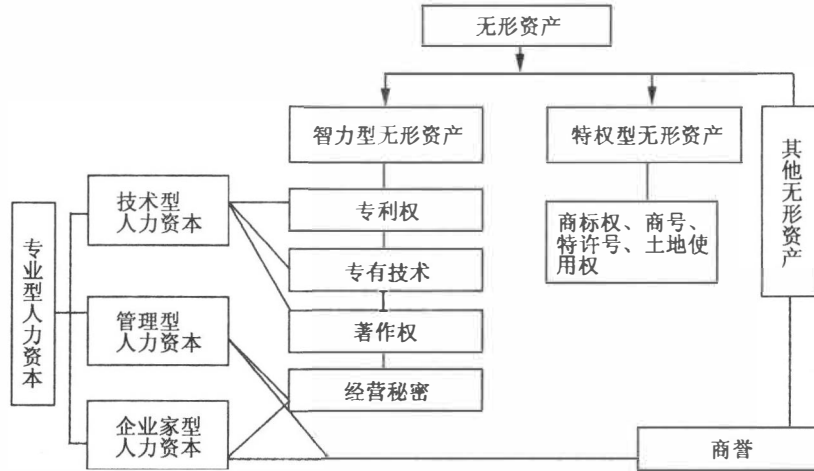 无形资产
智力型无形资产
特权型无形资产
其他无形资产
技术型
人力资本
专利权
商标权、商号、
特许号、土地使
用权
专业型人力资本
专有技术
管理型
人力资本
著作权
经营秘密
企业家型
人力资本
商誉